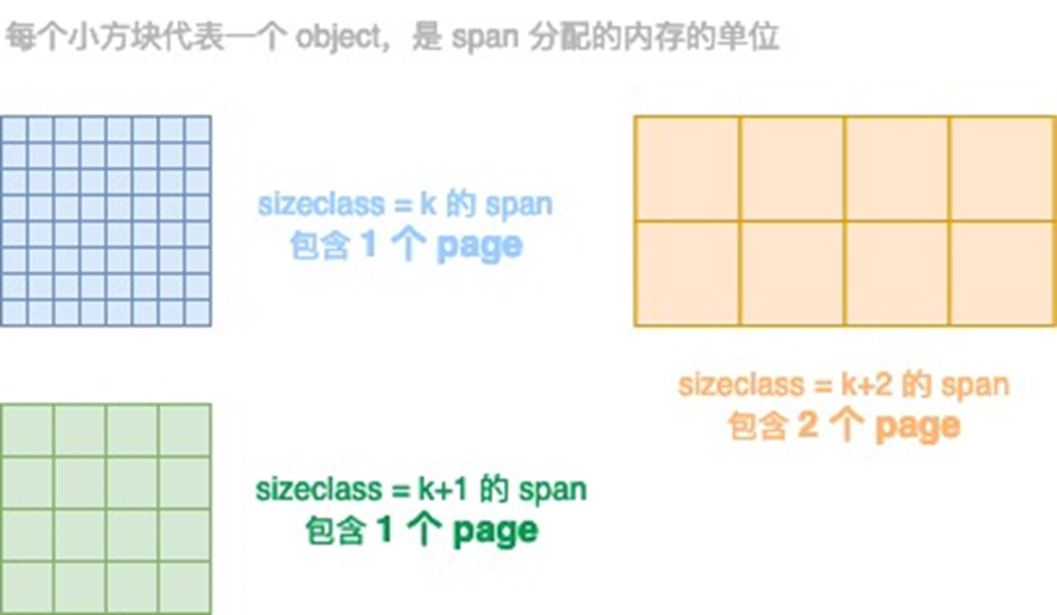 每个小方块代表一个 object，是 span 分配的内存的单位
sizeclass = k 的 span
包含 1 个 page
sizeclass = k+2 的 span
包含 2 个 page
sizeclass = k+1 的 span
包含 1 个 page